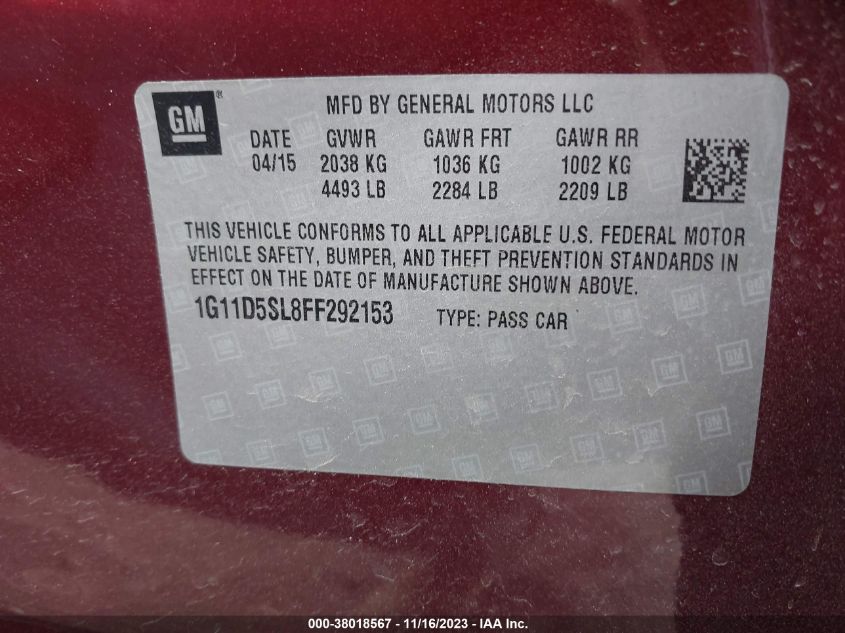 GM®
MFD BY GENERAL MOTORS LLC
DATE GVWR GAWR FRT GAWR RR
04/15 2038 KG 1036 KG 1002 KG
4493 LB 2284 LB 2209 LB
THIS VEHICLE CONFORMS TO ALL APPLICABLE U.S. FEDERAL MOTOR
VEHICLE SAFETY, BUMPER, AND THEFT PREVENTION STANDARDS IN
EFFECT ON THE DATE OF MANUFACTURE SHOWN ABOVE.
1G11D5SL8FF292153 TYPE: PASS CAR
000-38018567 - 11/16/2023 - IAA Inc.